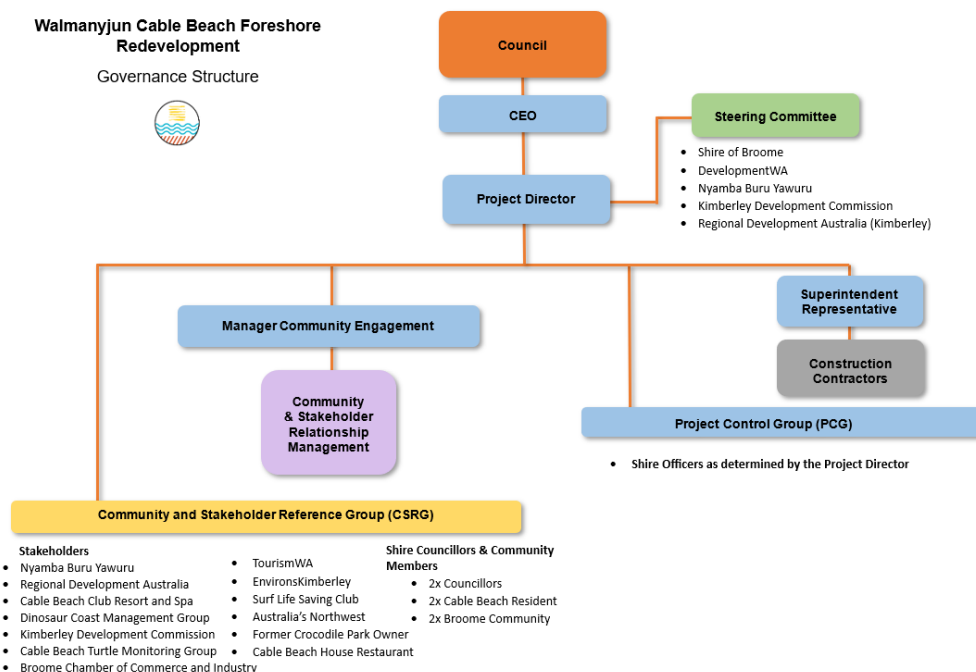 Walmanyjun Cable Beach Foreshore
Redevelopment
Governance Structure
Council
CEO
Project Director
Steering Committee
• Shire of Broome
• DevelopmentWA
• Nyamba Buru Yawuru
• Kimberley Development Commission
• Regional Development Australia (Kimberley)
Manager Community Engagement
Community
& Stakeholder
Relationship
Management
Superintendent
Representative
Construction
Contractors
Project Control Group (PCG)
• Shire Officers as determined by the Project Director
Community and Stakeholder Reference Group (CSRG)
Stakeholders
• Nyamba Buru Yawuru
• Regional Development Australia
• Cable Beach Club Resort and Spa
• Dinosaur Coast Management Group
• Kimberley Development Commission
• Cable Beach Turtle Monitoring Group
• Broome Chamber of Commerce and Industry
• TourismWA
• EnvironsKimberley
• Surf Life Saving Club
• Australia's Northwest
• Former Crocodile Park Owner
• Cable Beach House Restaurant
Shire Councillors & Community
Members
• 2x Councillors
• 2x Cable Beach Resident
• 2x Broome Community